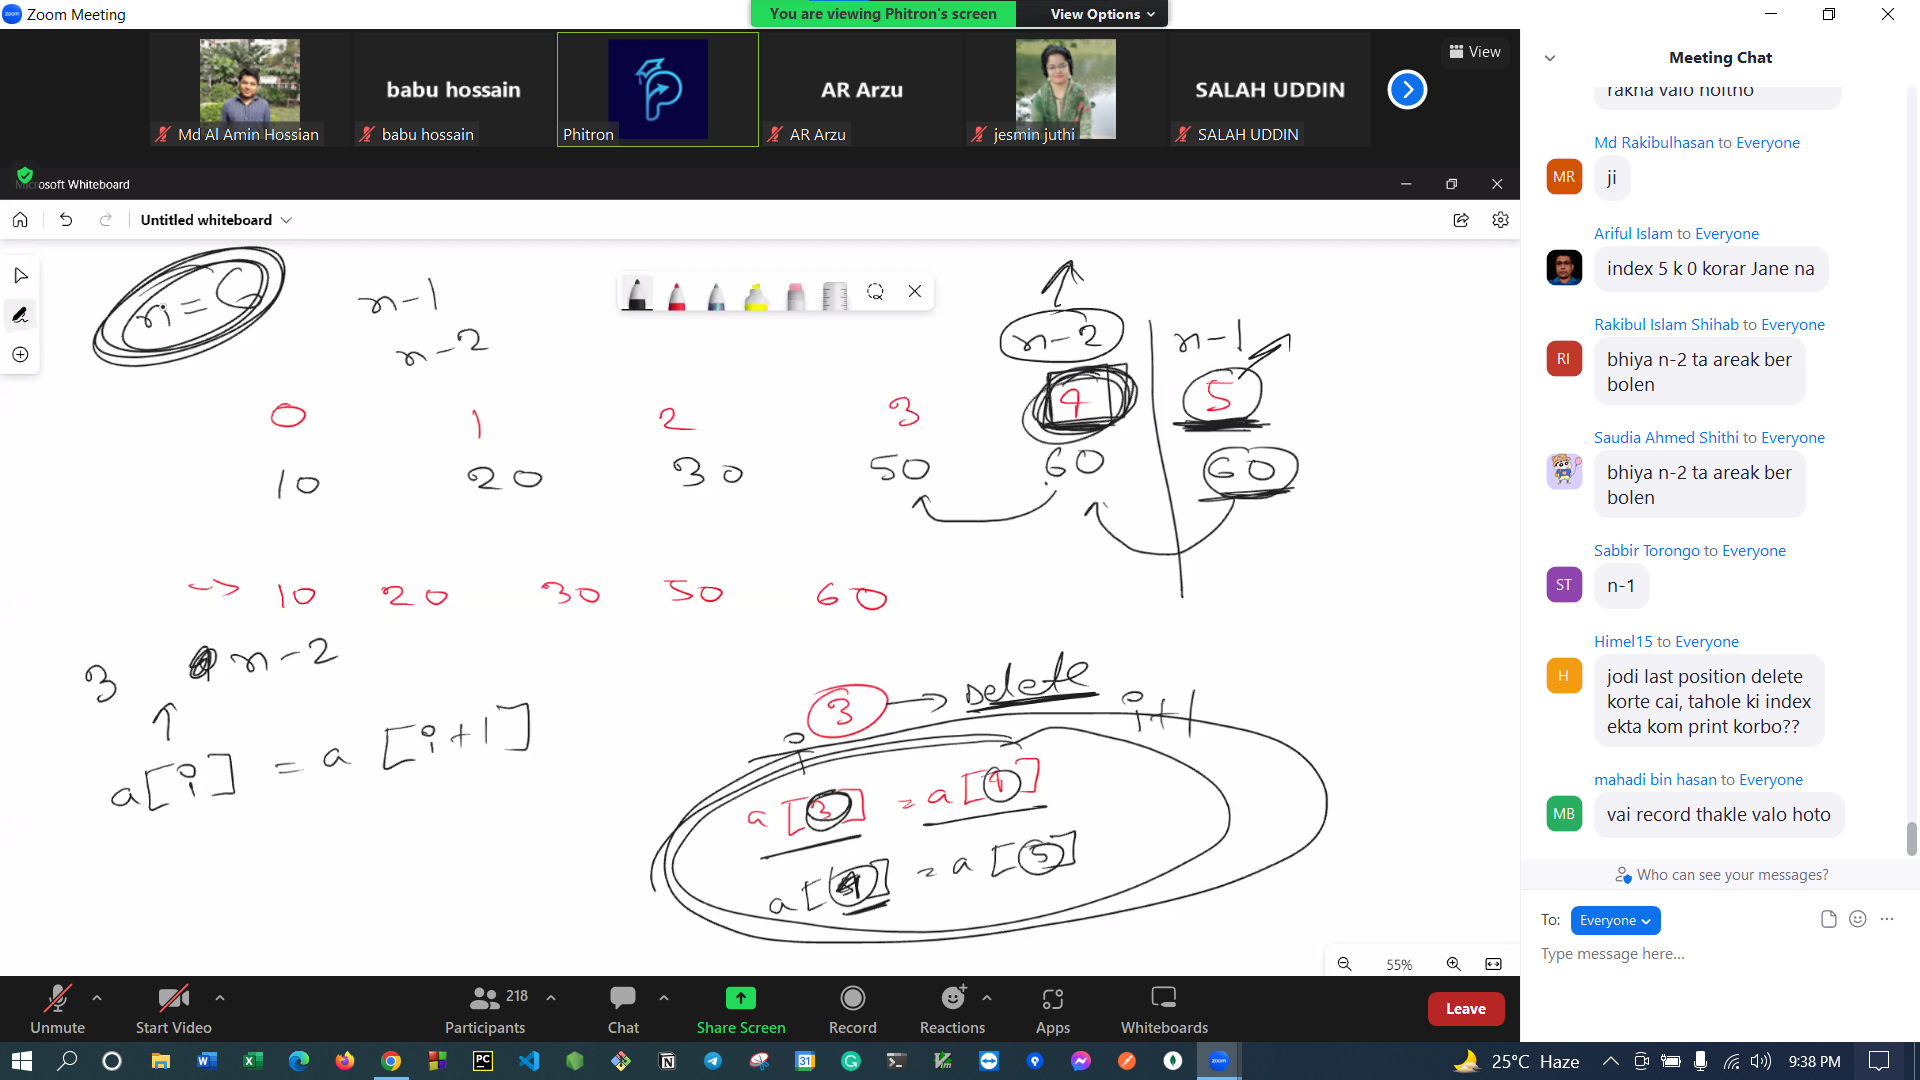 Zoom Meeting
You are viewing Phitron's screen View Options
View
babu hossain AR Arzu SALAH UDDIN
Md Al Amin Hossian babu hossain Phitron AR Arzu jesmin juthi SALAH UDDIN
osoft Whiteboard
Untitled whiteboard
n = 6
n-1
n-2
n-2 n-1
0 1 2 3 4 5
10 20 30 50 60 60
-> 10 20 30 50 60
3 n-2
a[i] = a[i+1]
3 -> Delete
i i+1
a[3] = a[4]
a[4] = a[5]
55%
Meeting Chat
rakha valo hoitho
Md Rakibulhasan to Everyone
MR ji
Ariful Islam to Everyone
index 5 k 0 korar Jane na
Rakibul Islam Shihab to Everyone
RI bhiya n-2 ta areak ber
bolen
Saudia Ahmed Shithi to Everyone
bhiya n-2 ta areak ber
bolen
Sabbir Torongo to Everyone
ST n-1
Himel15 to Everyone
H jodi last position delete
korte cai, tahole ki index
ekta kom print korbo??
mahadi bin hasan to Everyone
MB vai record thakle valo hoto
Who can see your messages?
To: Everyone
Type message here...
Unmute Start Video Participants 218 Chat Share Screen Record Reactions Apps Whiteboards Leave
25°C Haze 9:38 PM